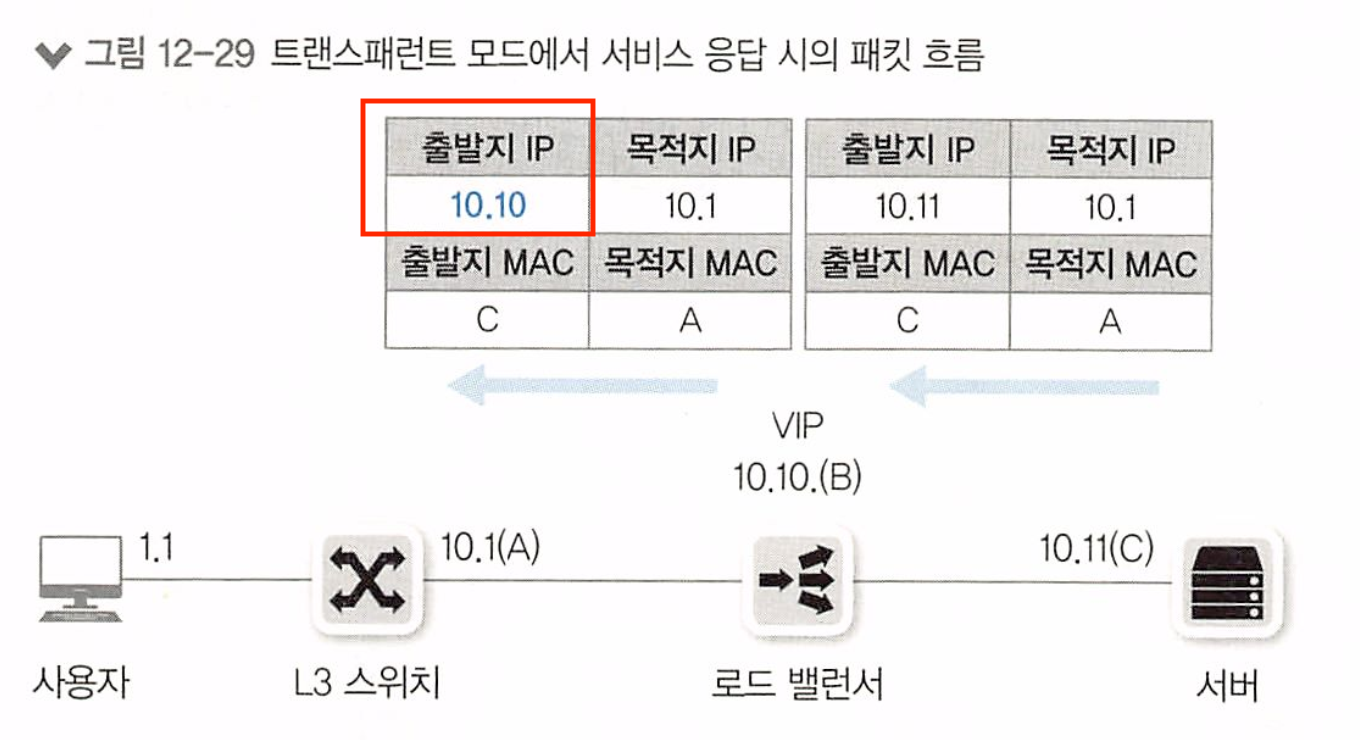 그림 12-29 트랜스패런트 모드에서 서비스 응답 시의 패킷 흐름
출발지 IP 목적지 IP 출발지 IP 목적지 IP
10.10 10.1 10.11 10.1
출발지 MAC 목적지 MAC 출발지 MAC 목적지 MAC
C A C A
VIP
10.10.(B)
1.1 10.1(A) 10.11(C)
사용자 L3 스위치 로드 밸런서 서버